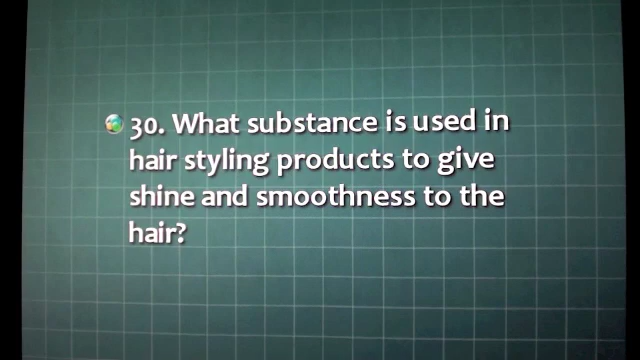 30. What substance is used in
hair styling products to give
shine and smoothness to the
hair?